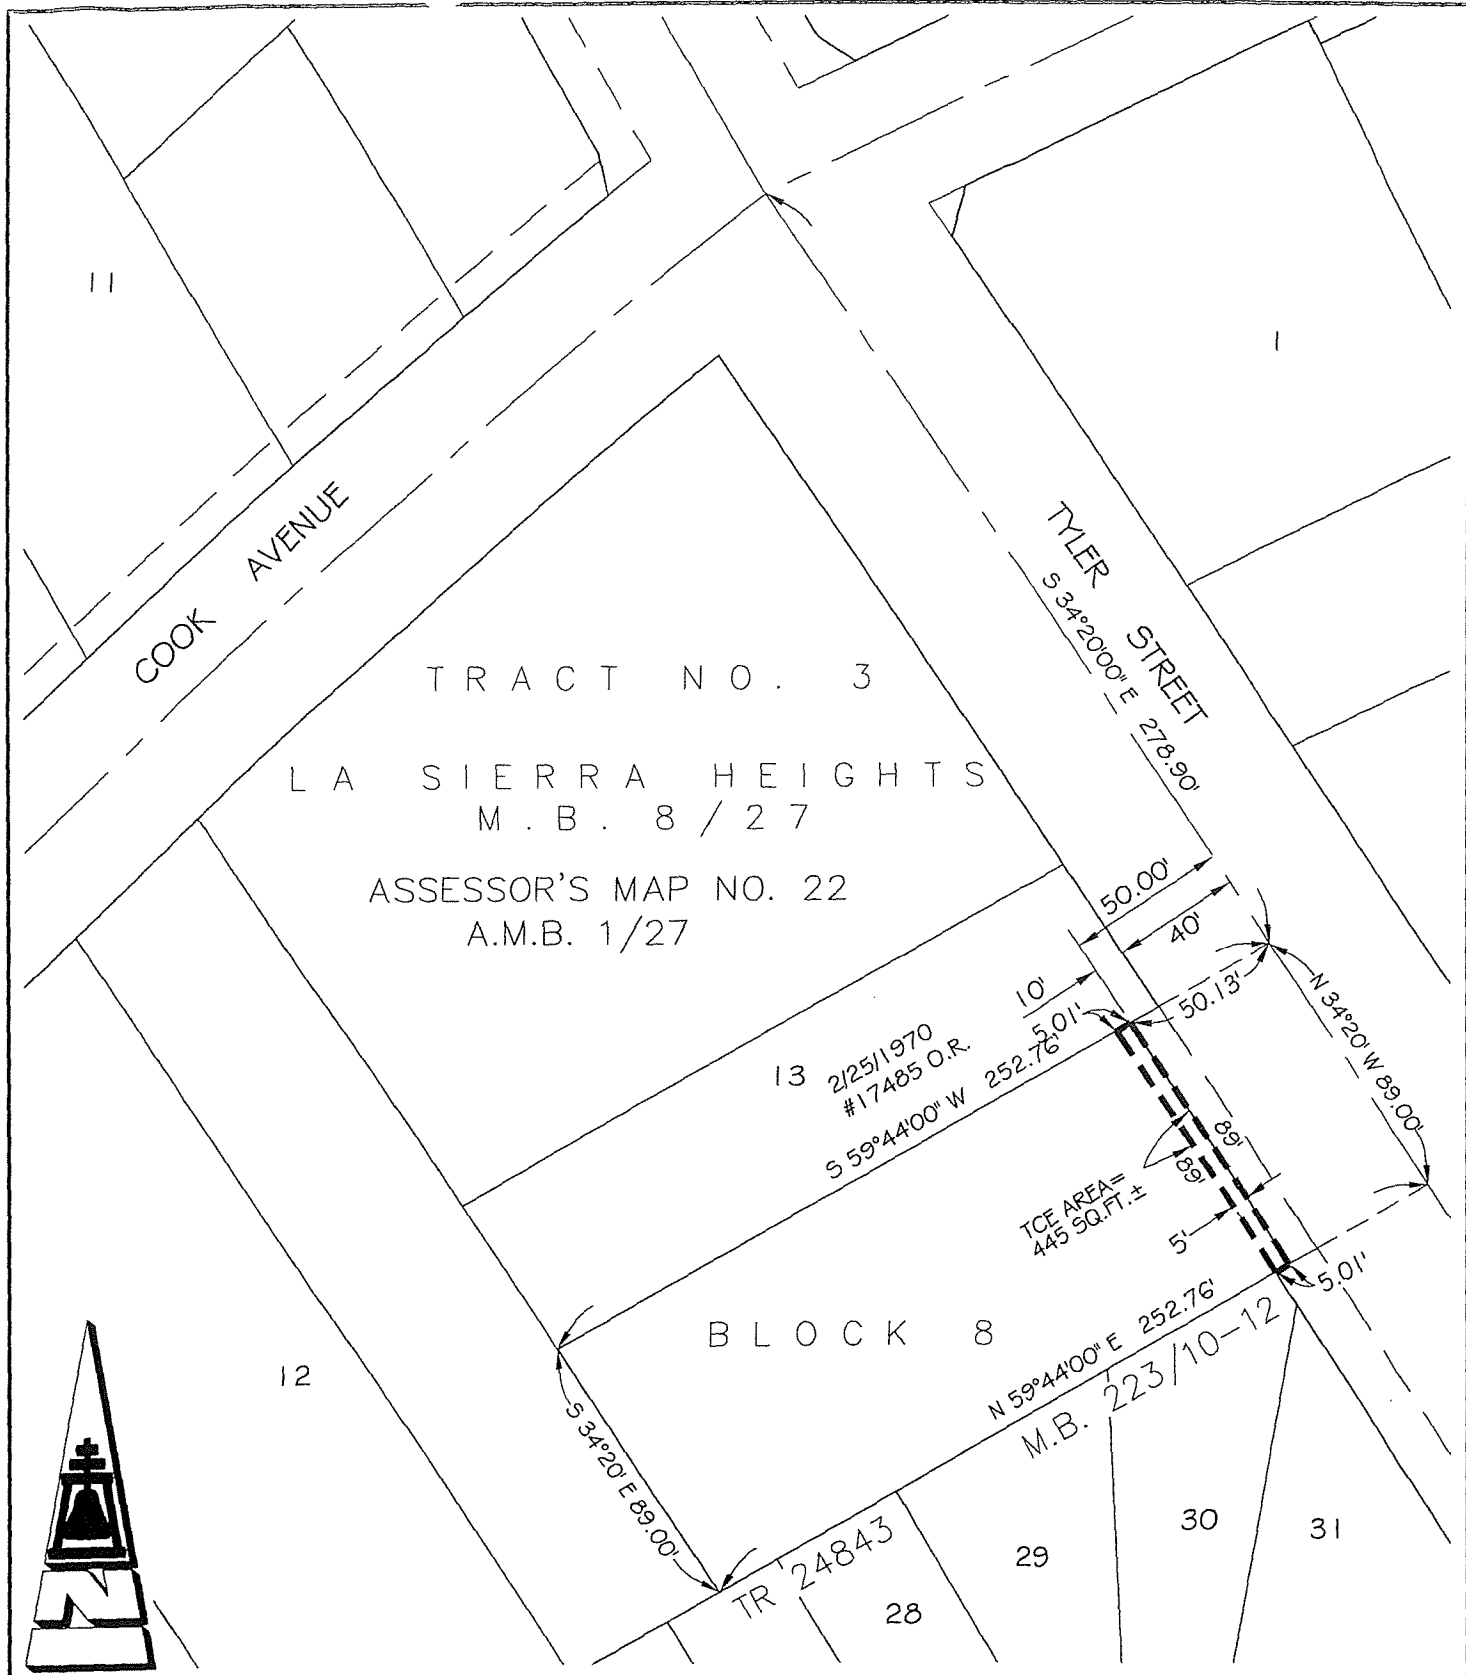 11
1
COOK AVENUE
TYLER STREET
S 34°20'00" E 278.90'
TRACT NO. 3
LA SIERRA HEIGHTS
M.B. 8/27
ASSESSOR'S MAP NO. 22
A.M.B. 1/27
50.00'
40'
10'
5.01'
50.13'
N 34°20' W 89.00'
13
2/25/1970
#17485 O.R.
S 59°44'00" W 252.76'
89'
89'
TCE AREA=
445 SQ.FT.±
5'
5.01'
BLOCK 8
N 59°44'00" E 252.76'
M.B. 223/10-12
12
S 34°20' E 89.00'
TR 24843
28
29
30
31
N